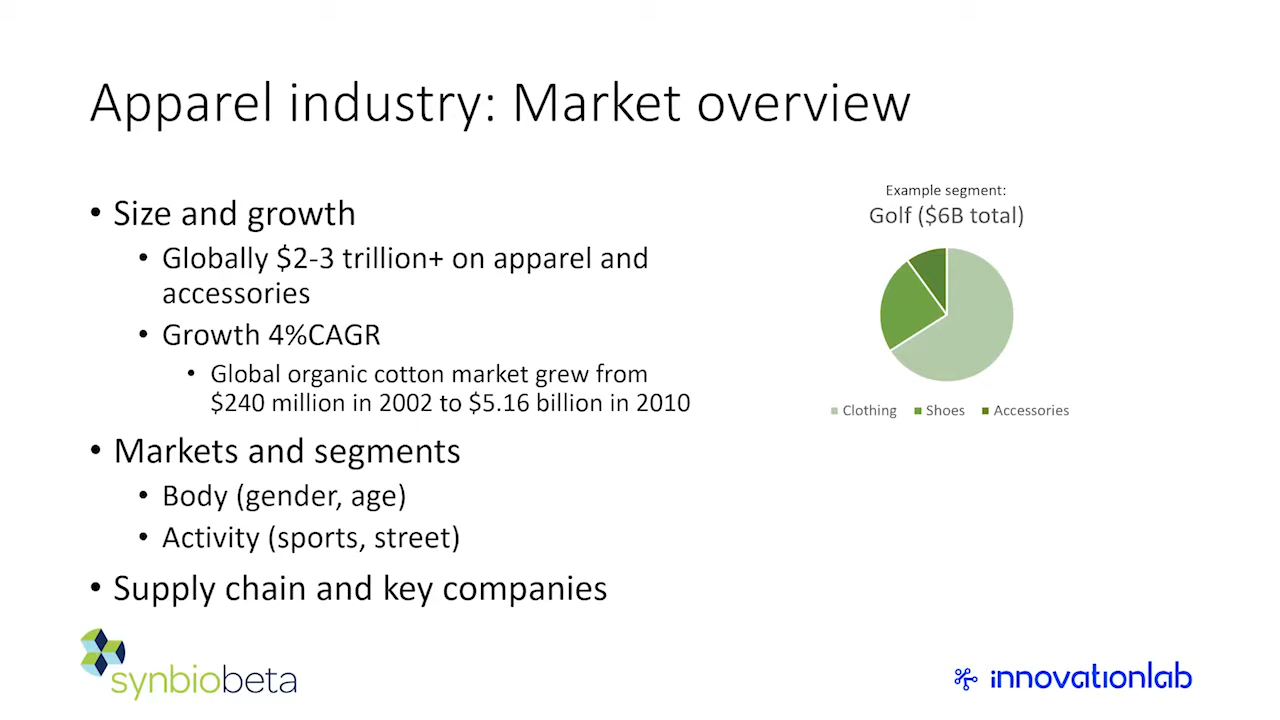 Apparel industry: Market overview
• Size and growth
• Globally $2-3 trillion+ on apparel and
accessories
• Growth 4%CAGR
• Global organic cotton market grew from
$240 million in 2002 to $5.16 billion in 2010
• Markets and segments
• Body (gender, age)
• Activity (sports, street)
• Supply chain and key companies
Example segment:
Golf ($6B total)
Clothing Shoes Accessories
synbiobeta
innovationlab